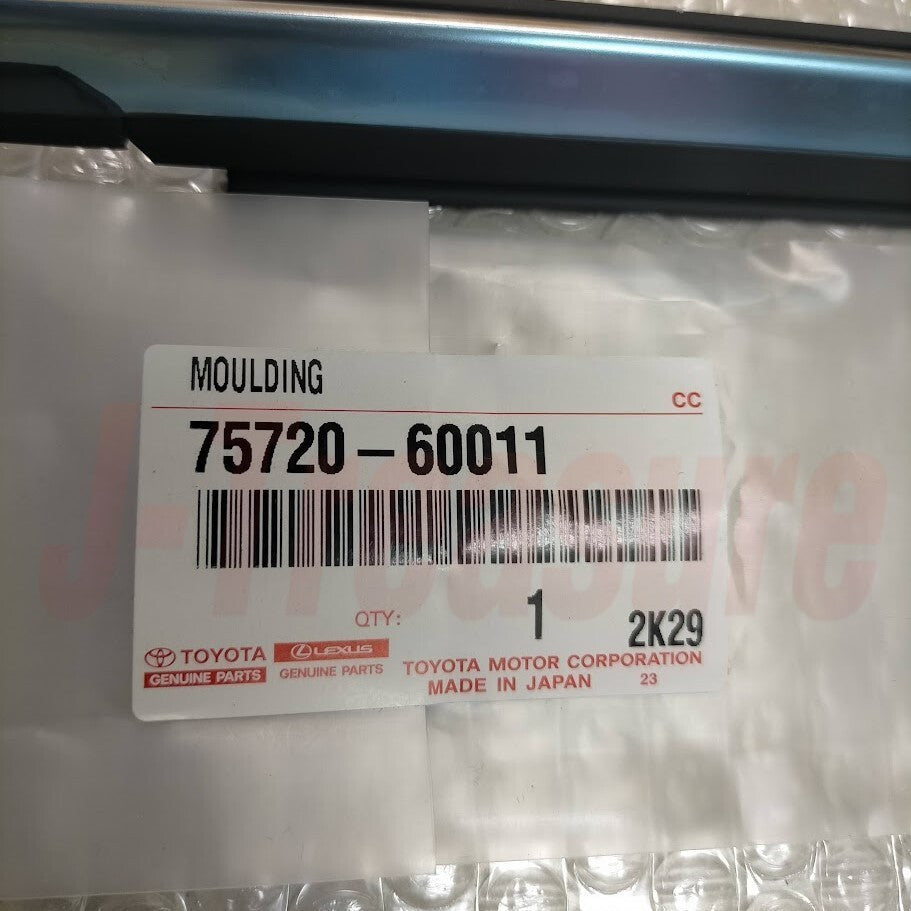 MOULDING
CC
75720-60011
J-Treasure
QTY: 1 2K29
TOYOTA LEXUS
GENUINE PARTS GENUINE PARTS
TOYOTA MOTOR CORPORATION
MADE IN JAPAN 23